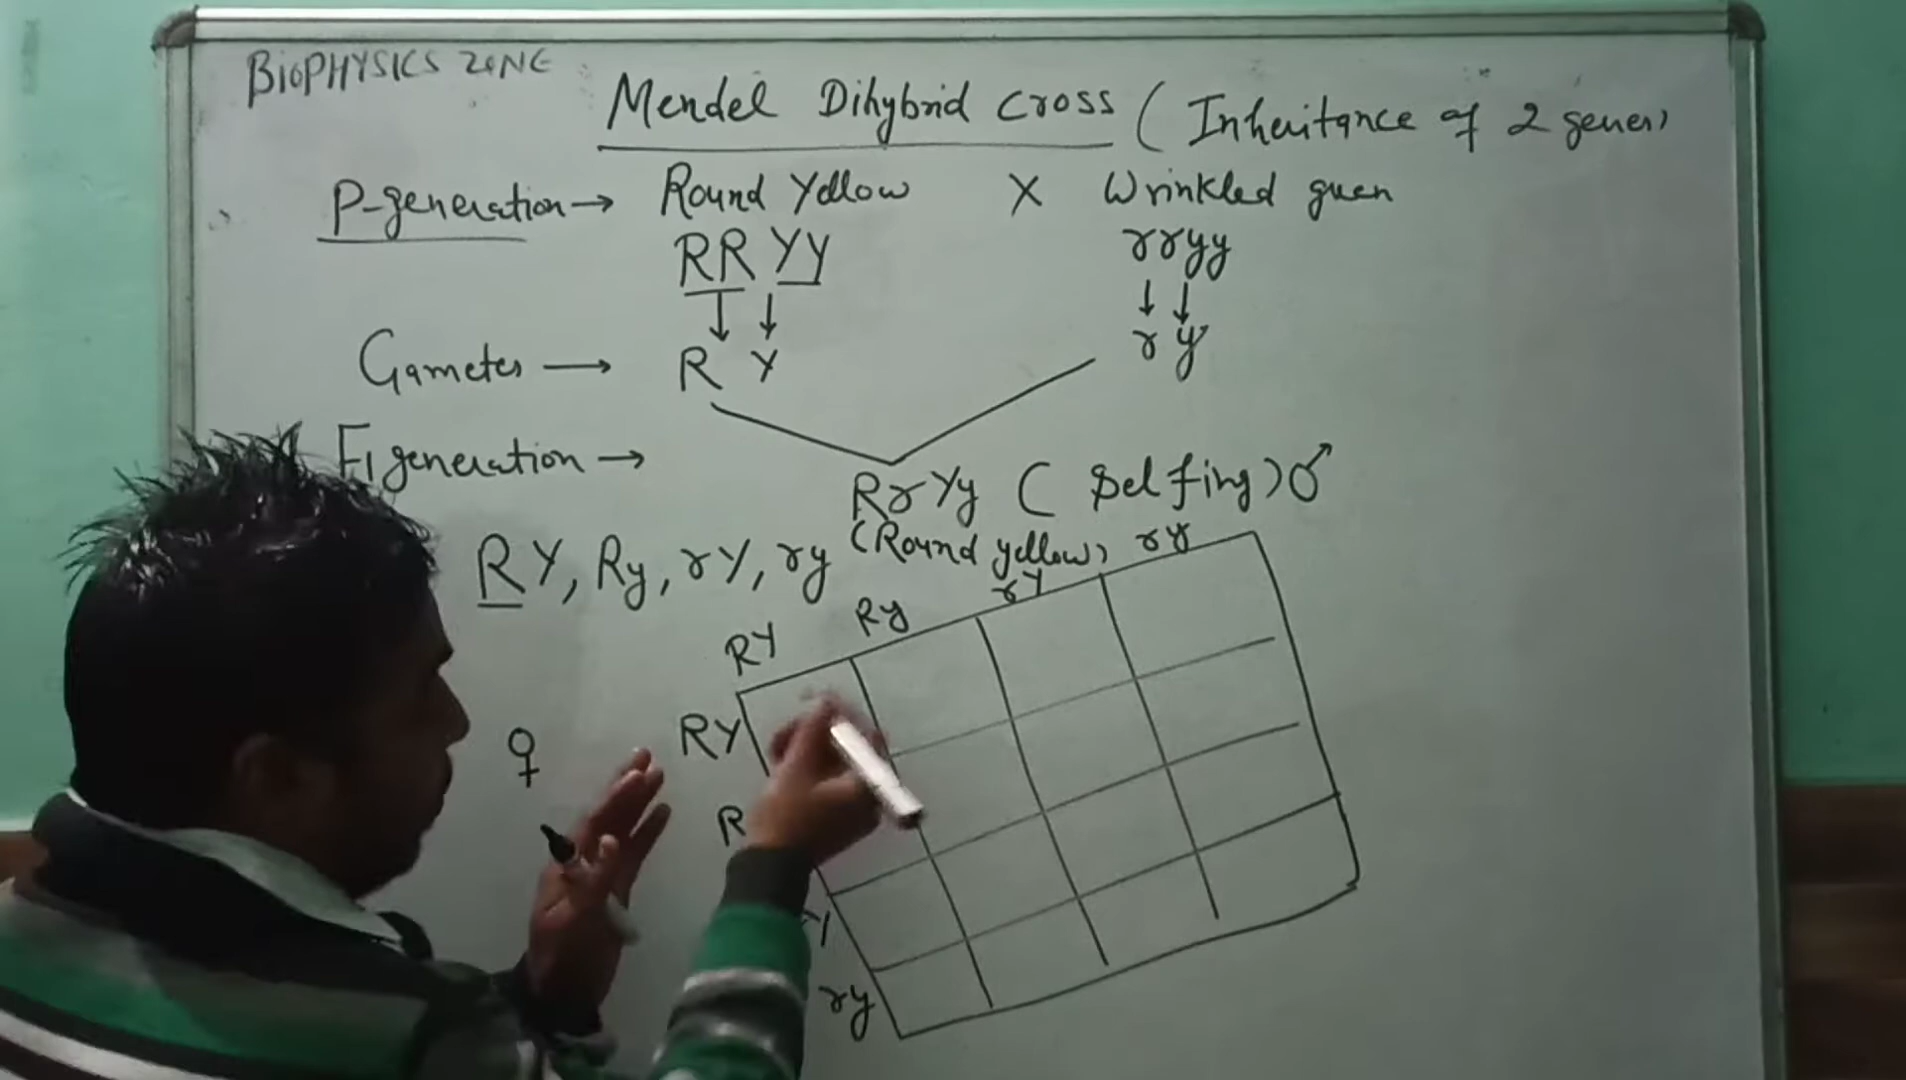 BIOPHYSICS ZONE
Mendel Dihybrid Cross (Inheritance of 2 genes)
P-generation → Round Yellow X Wrinkled green
RR YY rryy
↓ ↓ ↓ ↓
Gametes → R Y r y
F1 generation →
RrYy (Selfing) ♂
RY, Ry, rY, ry (Round yellow)
RY Ry rY ry
♀ RY
R
Y
ry